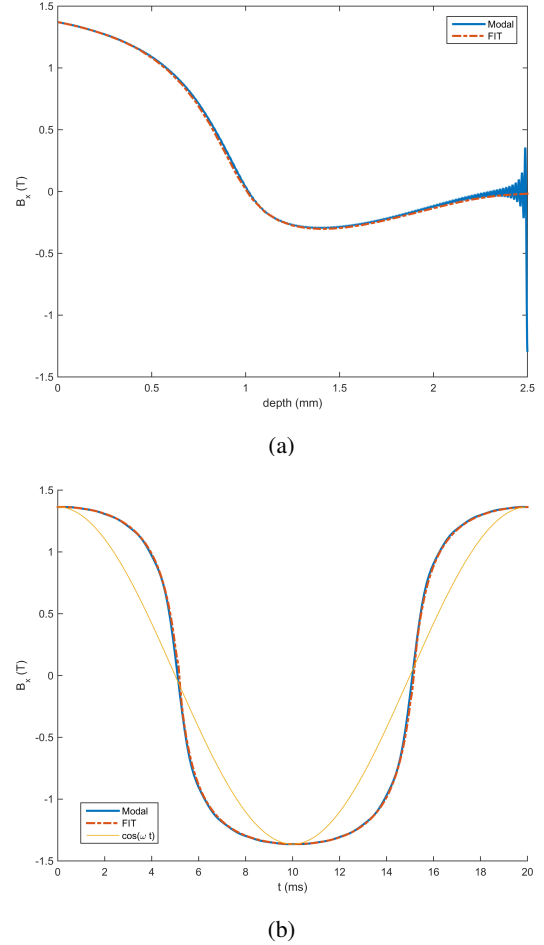 1.5
1
0.5
0
-0.5
-1
-1.5
B_x (T)
0 0.5 1 1.5 2 2.5
depth (mm)
Modal
FIT
(a)
1.5
1
0.5
0
-0.5
-1
-1.5
B_x (T)
0 2 4 6 8 10 12 14 16 18 20
t (ms)
Modal
FIT
cos(ω t)
(b)